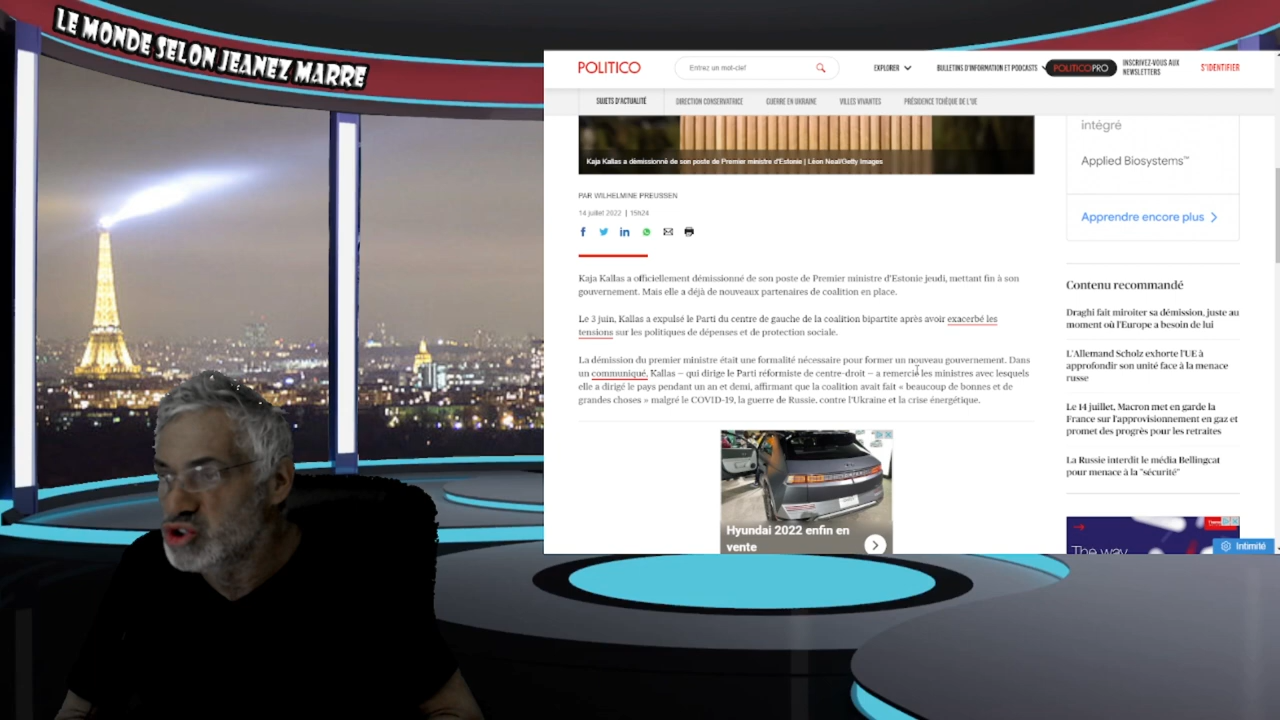 LE MONDE SELON JEANEZ MARRE
POLITICO
Entrez un mot-clef
EXPLORER
BULLETINS D'INFORMATION ET PODCASTS
POLITICO PRO
INSCRIVEZ-VOUS AUX
NEWSLETTERS
S'IDENTIFIER
SUJETS D'ACTUALITÉ
DIRECTION CONSERVATRICE
GUERRE EN UKRAINE
VILLES VIVANTES
PRÉSIDENCE TCHÈQUE DE L'UE
Kaja Kallas a démissionné de son poste de Premier ministre d'Estonie | Léon Neal/Getty Images
PAR WILHELMINE PREUSSEN
14 juillet 2022 | 15h24
Kaja Kallas a officiellement démissionné de son poste de Premier ministre d'Estonie jeudi, mettant fin à son
gouvernement. Mais elle a déjà de nouveaux partenaires de coalition en place.
Le 3 juin, Kallas a expulsé le Parti du centre de gauche de la coalition bipartite après avoir exacerbé les
tensions sur les politiques de dépenses et de protection sociale.
La démission du premier ministre était une formalité nécessaire pour former un nouveau gouvernement. Dans
un communiqué, Kallas – qui dirige le Parti réformiste de centre-droit – a remercié les ministres avec lesquels
elle a dirigé le pays pendant un an et demi, affirmant que la coalition avait fait « beaucoup de bonnes et de
grandes choses » malgré le COVID-19, la guerre de Russie. contre l'Ukraine et la crise énergétique.
Hyundai 2022 enfin en
vente
intégré
Applied Biosystems™
Apprendre encore plus
Contenu recommandé
Draghi fait miroiter sa démission, juste au
moment où l'Europe a besoin de lui
L'Allemand Scholz exhorte l'UE à
approfondir son unité face à la menace
russe
Le 14 juillet, Macron met en garde la
France sur l'approvisionnement en gaz et
promet des progrès pour les retraites
La Russie interdit le média Bellingcat
pour menace à la "sécurité"
The way
Intimité